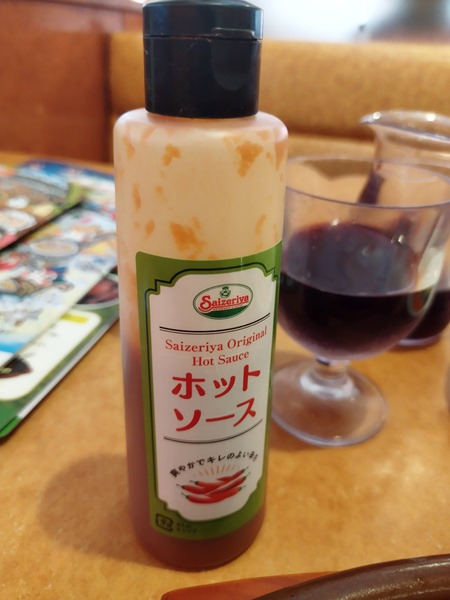 Saizeriya
Saizeriya Original
Hot Sauce
ホット
ソース
爽やかでキレのよい辛さ